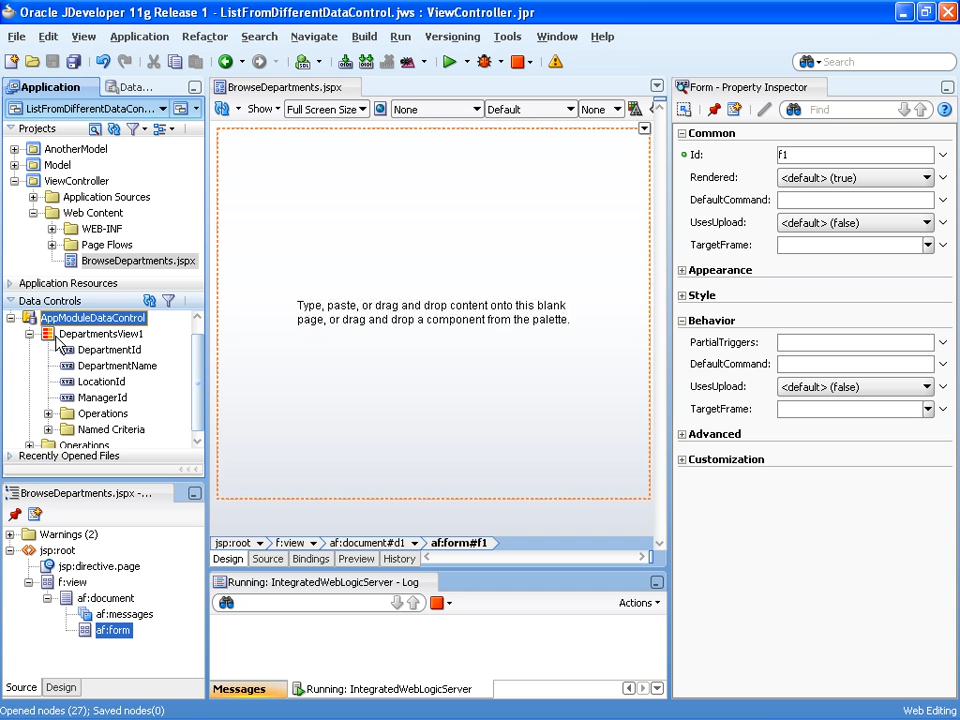 Oracle JDeveloper 11g Release 1 - ListFromDifferentDataControl.jws : ViewController.jpr
File Edit View Application Refactor Search Navigate Build Run Versioning Tools Window Help
Search
Application
Data...
ListFromDifferentDataCon...
Projects
AnotherModel
Model
ViewController
Application Sources
Web Content
WEB-INF
Page Flows
BrowseDepartments.jspx
Application Resources
Data Controls
AppModuleDataControl
DepartmentsView1
DepartmentId
DepartmentName
LocationId
ManagerId
Operations
Named Criteria
Operations
Recently Opened Files
BrowseDepartments.jspx -...
Warnings (2)
jsp:root
jsp:directive.page
f:view
af:document
af:messages
af:form
Source Design
BrowseDepartments.jspx
Show Full Screen Size None Default None
Type, paste, or drag and drop content onto this blank
page, or drag and drop a component from the palette.
jsp:root f:view af:document#d1 af:form#f1
Design Source Bindings Preview History
Running: IntegratedWebLogicServer - Log
Actions
Messages Running: IntegratedWebLogicServer
Form - Property Inspector
Find
Common
Id: f1
Rendered: <default> (true)
DefaultCommand:
UsesUpload: <default> (false)
TargetFrame:
Appearance
Style
Behavior
PartialTriggers:
DefaultCommand:
UsesUpload: <default> (false)
TargetFrame:
Advanced
Customization
Opened nodes (27); Saved nodes(0)
Web Editing